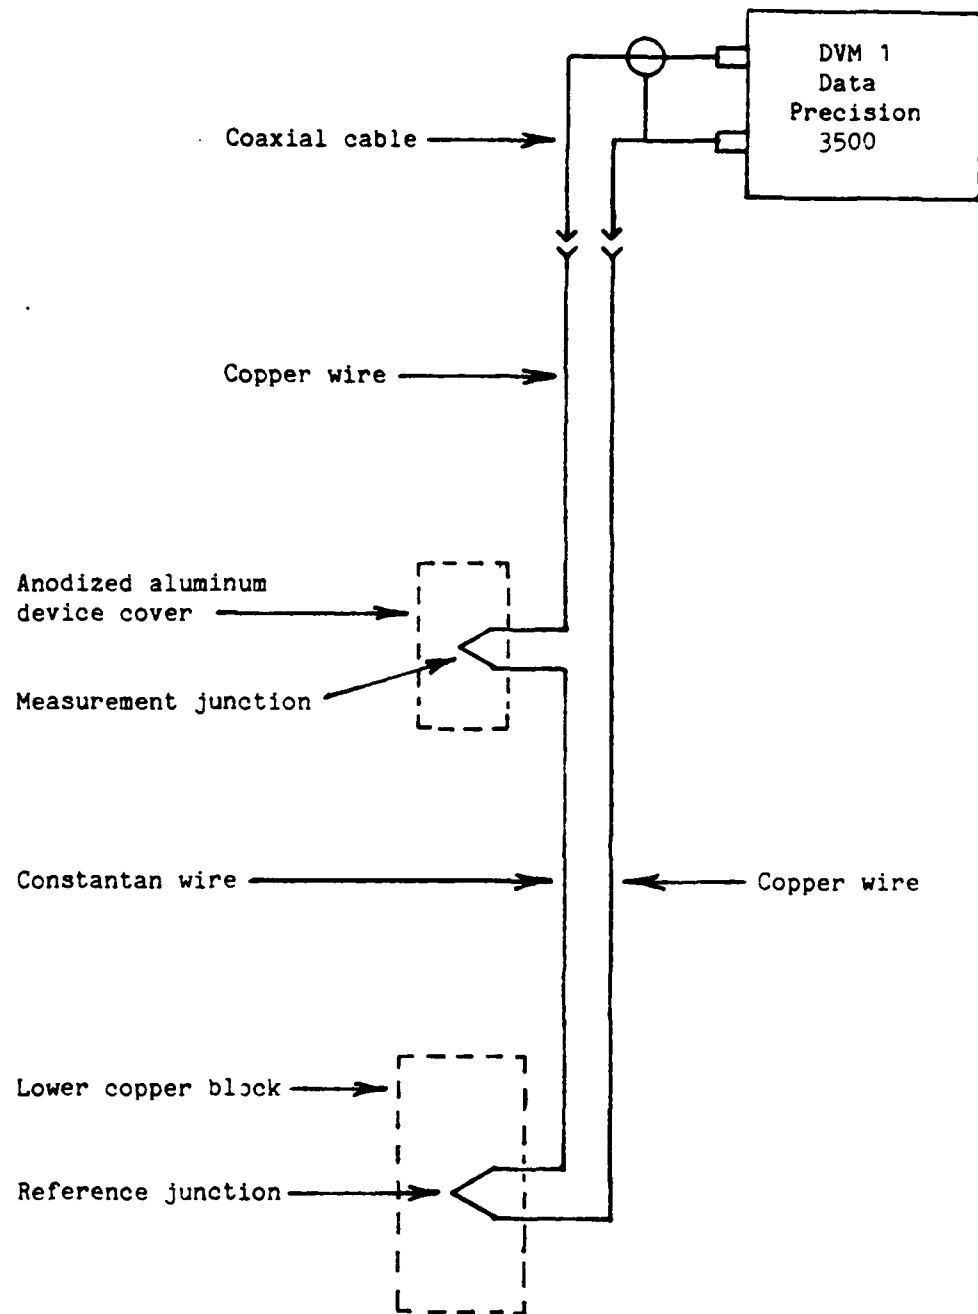 DVM 1
Data
Precision
3500
Coaxial cable
Copper wire
Anodized aluminum
device cover
Measurement junction
Constantan wire
Copper wire
Lower copper block
Reference junction